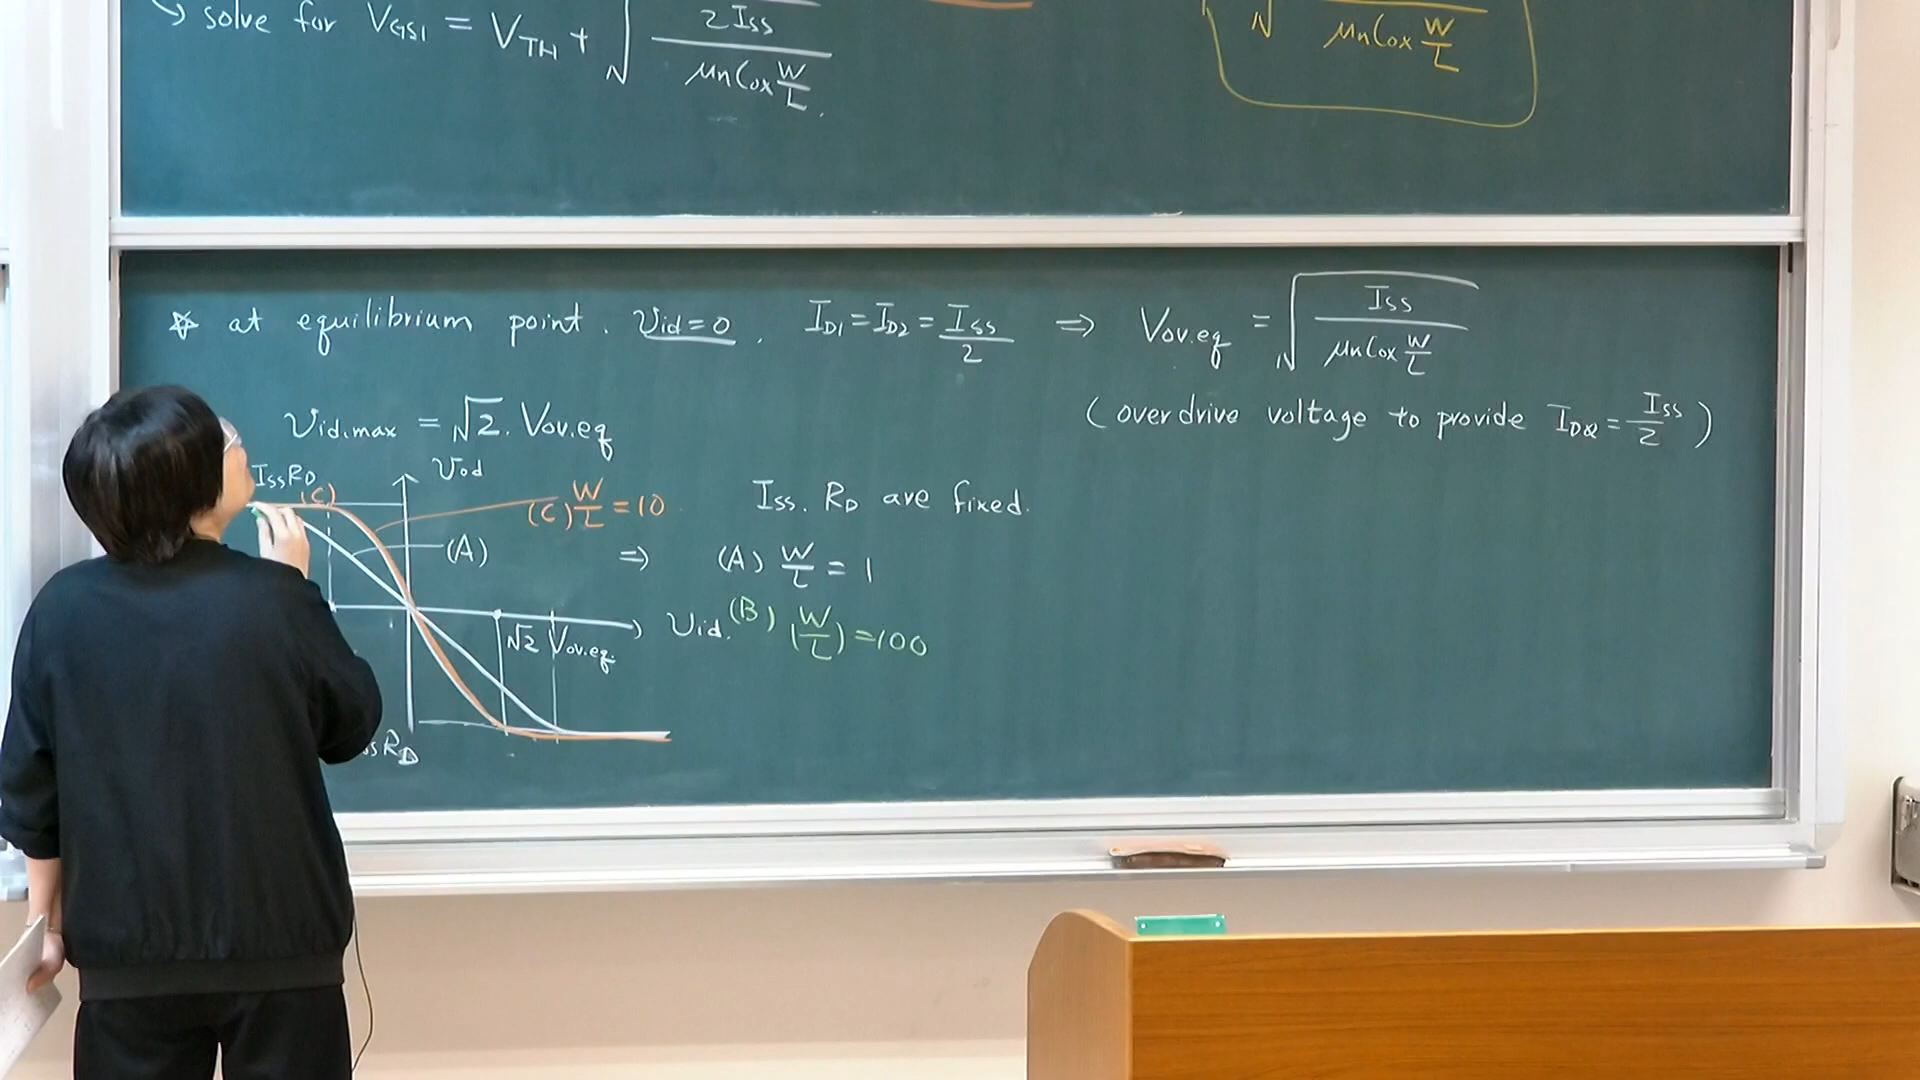 ↳ solve for VGS1 = VTH + √(2ISS / μnCox W/L).
√( / μnCox W/L)
☆ at equilibrium point. Vid=0, ID1=ID2=ISS/2 ⇒ Vov.eq = √(ISS / μnCox W/L)
(overdrive voltage to provide IDQ = ISS/2)
Vid.max = √2. Vov.eq
ISSRD
Vod
(C)
(C) W/L = 10
ISS. RD are fixed.
(A)
⇒ (A) W/L = 1
Vid.
(B) (W/L) = 100
√2 Vov.eq.
SSRD